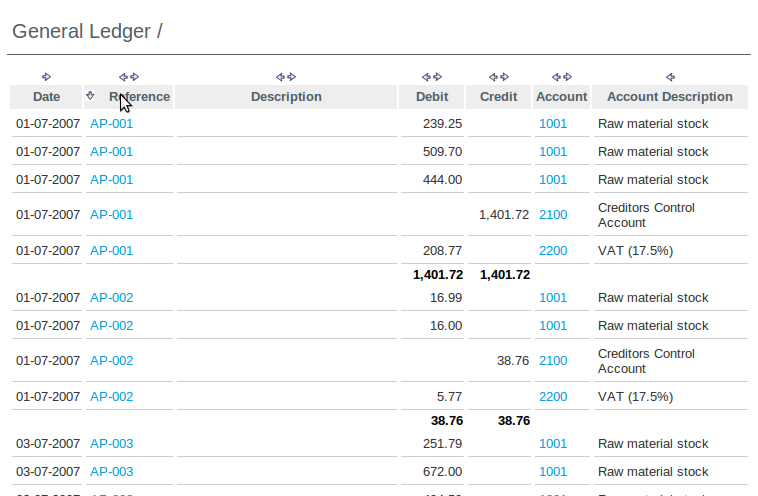 General Ledger /
Date Reference Description Debit Credit Account Account Description
01-07-2007 AP-001 239.25 1001 Raw material stock
01-07-2007 AP-001 509.70 1001 Raw material stock
01-07-2007 AP-001 444.00 1001 Raw material stock
01-07-2007 AP-001 1,401.72 2100 Creditors Control
Account
01-07-2007 AP-001 208.77 2200 VAT (17.5%)
1,401.72 1,401.72
01-07-2007 AP-002 16.99 1001 Raw material stock
01-07-2007 AP-002 16.00 1001 Raw material stock
01-07-2007 AP-002 38.76 2100 Creditors Control
Account
01-07-2007 AP-002 5.77 2200 VAT (17.5%)
38.76 38.76
03-07-2007 AP-003 251.79 1001 Raw material stock
03-07-2007 AP-003 672.00 1001 Raw material stock